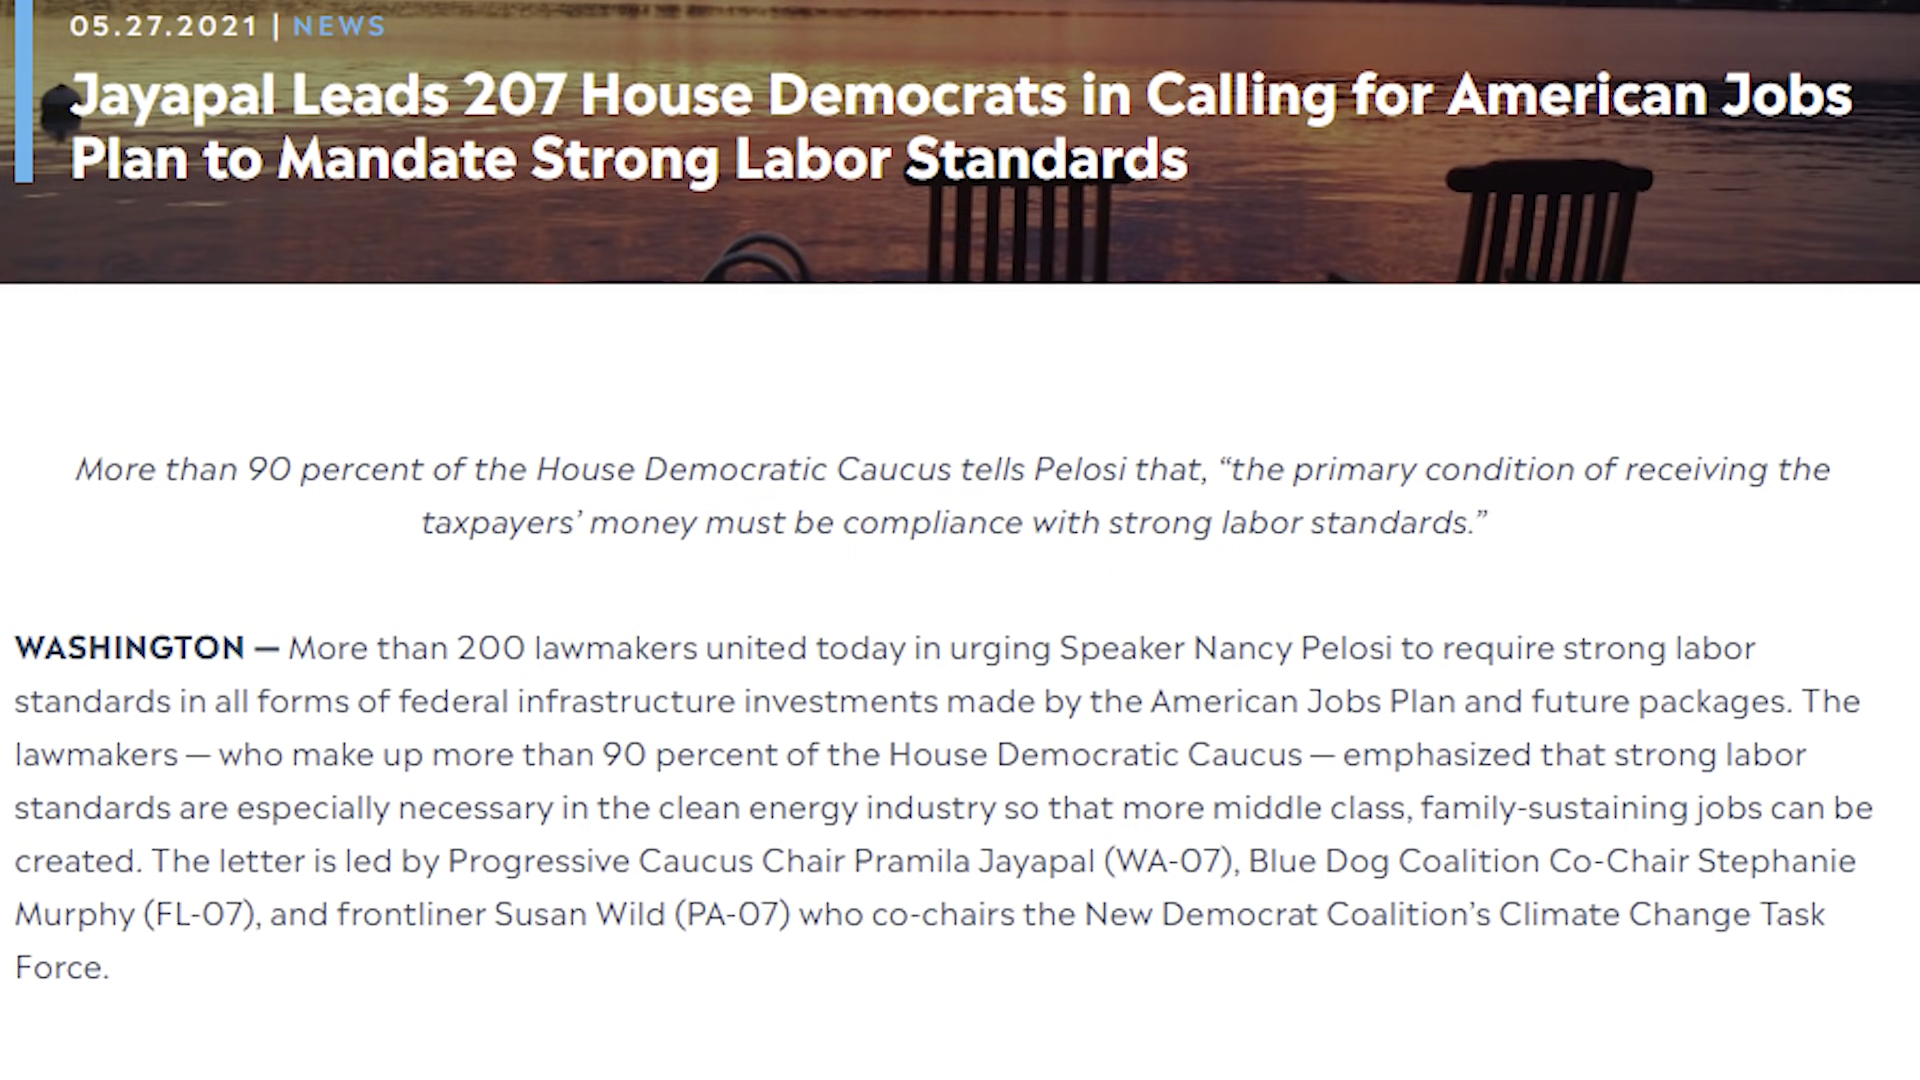 05.27.2021 | NEWS
Jayapal Leads 207 House Democrats in Calling for American Jobs
Plan to Mandate Strong Labor Standards
More than 90 percent of the House Democratic Caucus tells Pelosi that, “the primary condition of receiving the
taxpayers’ money must be compliance with strong labor standards.”
WASHINGTON — More than 200 lawmakers united today in urging Speaker Nancy Pelosi to require strong labor
standards in all forms of federal infrastructure investments made by the American Jobs Plan and future packages. The
lawmakers — who make up more than 90 percent of the House Democratic Caucus — emphasized that strong labor
standards are especially necessary in the clean energy industry so that more middle class, family-sustaining jobs can be
created. The letter is led by Progressive Caucus Chair Pramila Jayapal (WA-07), Blue Dog Coalition Co-Chair Stephanie
Murphy (FL-07), and frontliner Susan Wild (PA-07) who co-chairs the New Democrat Coalition’s Climate Change Task
Force.